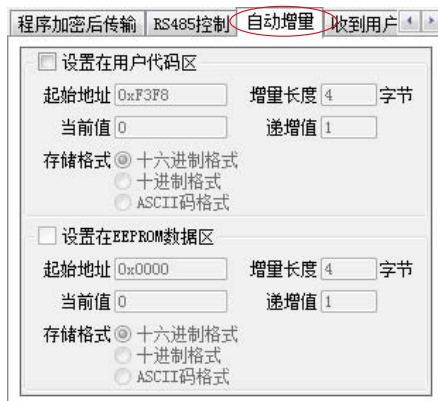 程序加密后传输 RS485控制 自动增量 收到用户
设置在用户代码区
起始地址 0xF3F8 增量长度 4 字节
当前值 0 递增值 1
存储格式 十六进制格式
十进制格式
ASCII码格式
设置在EEPROM数据区
起始地址 0x0000 增量长度 4 字节
当前值 0 递增值 1
存储格式 十六进制格式
十进制格式
ASCII码格式